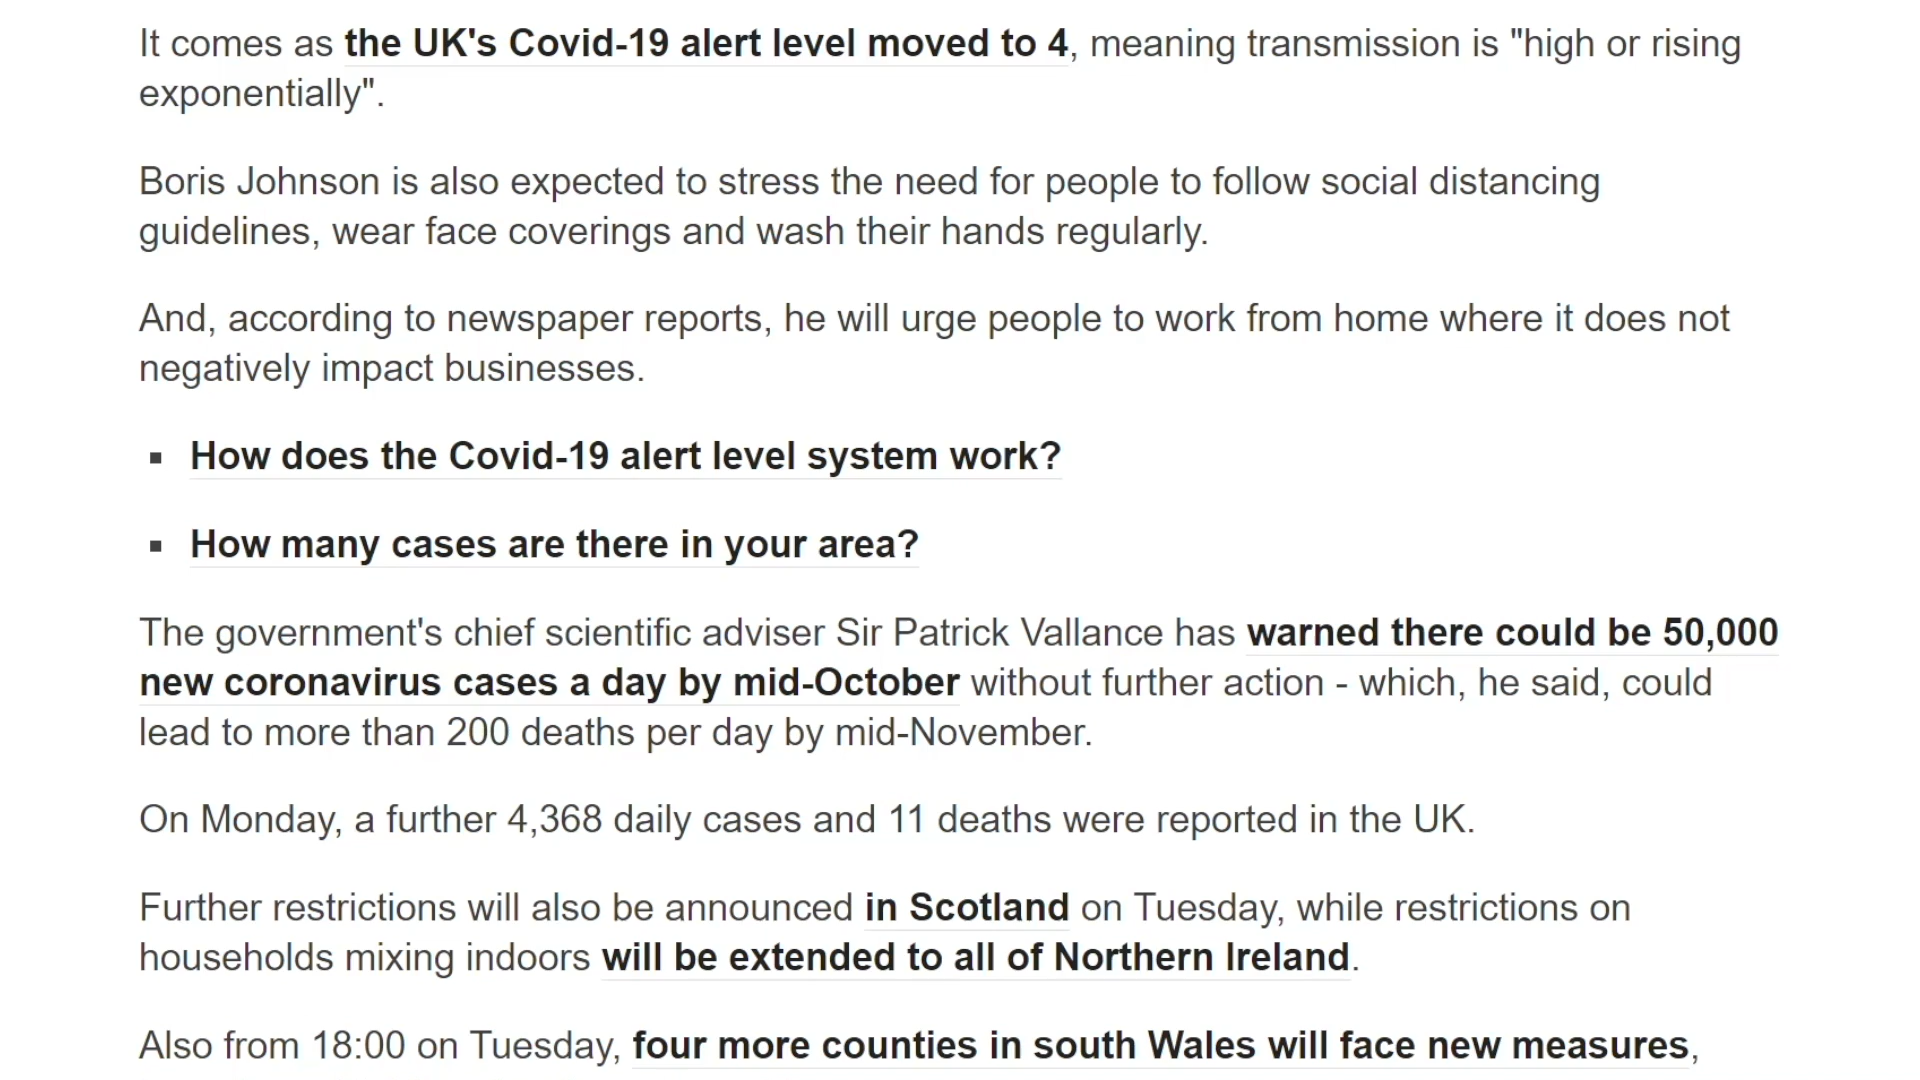 It comes as the UK's Covid-19 alert level moved to 4, meaning transmission is "high or rising
exponentially".
Boris Johnson is also expected to stress the need for people to follow social distancing
guidelines, wear face coverings and wash their hands regularly.
And, according to newspaper reports, he will urge people to work from home where it does not
negatively impact businesses.
▪ How does the Covid-19 alert level system work?
▪ How many cases are there in your area?
The government's chief scientific adviser Sir Patrick Vallance has warned there could be 50,000
new coronavirus cases a day by mid-October without further action - which, he said, could
lead to more than 200 deaths per day by mid-November.
On Monday, a further 4,368 daily cases and 11 deaths were reported in the UK.
Further restrictions will also be announced in Scotland on Tuesday, while restrictions on
households mixing indoors will be extended to all of Northern Ireland.
Also from 18:00 on Tuesday, four more counties in south Wales will face new measures,